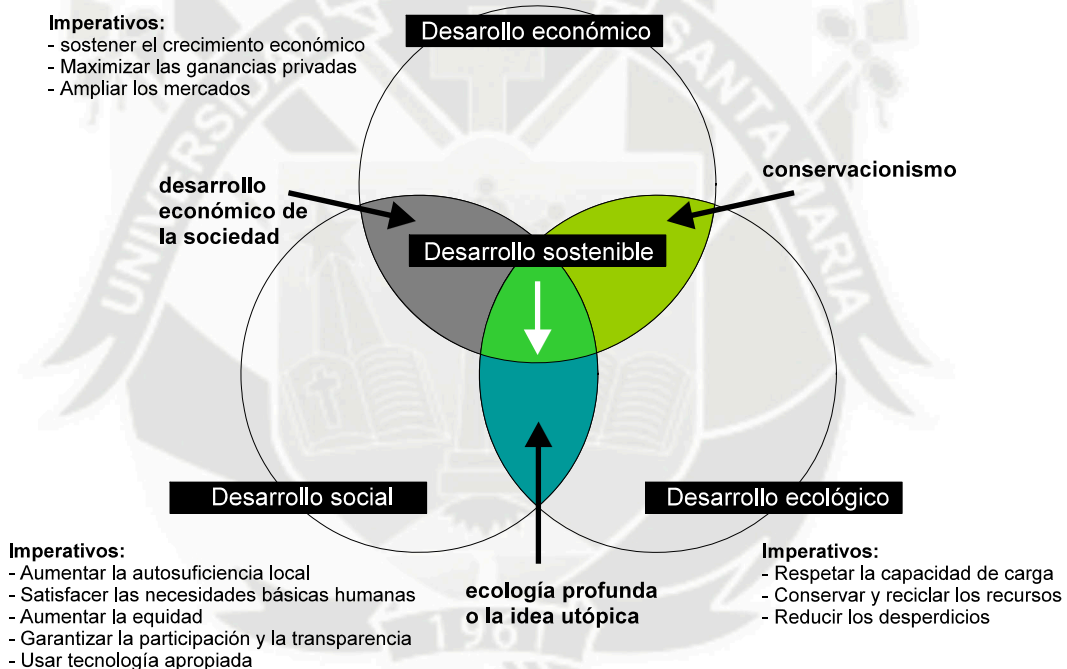 Imperativos:
- sostener el crecimiento económico
- Maximizar las ganancias privadas
- Ampliar los mercados
Desarollo económico
desarrollo
económico de
la sociedad
conservacionismo
Desarrollo sostenible
Desarrollo social
Desarrollo ecológico
Imperativos:
- Aumentar la autosuficiencia local
- Satisfacer las necesidades básicas humanas
- Aumentar la equidad
- Garantizar la participación y la transparencia
- Usar tecnología apropiada
ecología profunda
o la idea utópica
Imperativos:
- Respetar la capacidad de carga
- Conservar y reciclar los recursos
- Reducir los desperdicios
SANTA MARIA